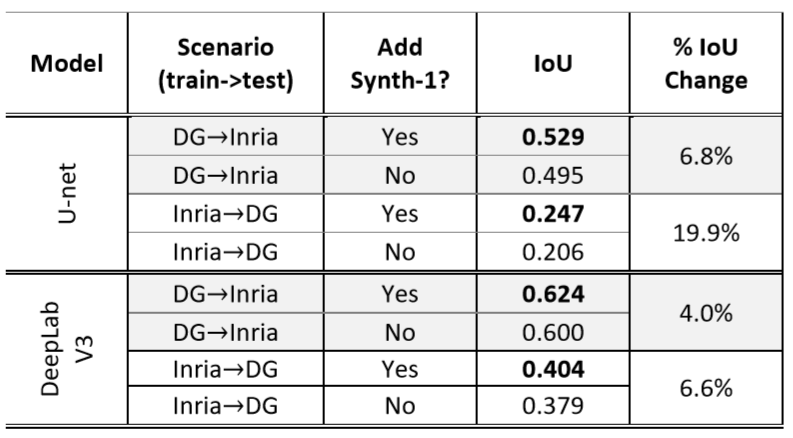 Model
Scenario
(train->test)
Add
Synth-1?
IoU
% IoU
Change
U-net
DG→Inria
Yes
0.529
6.8%
DG→Inria
No
0.495
Inria→DG
Yes
0.247
19.9%
Inria→DG
No
0.206
DeepLab
V3
DG→Inria
Yes
0.624
4.0%
DG→Inria
No
0.600
Inria→DG
Yes
0.404
6.6%
Inria→DG
No
0.379